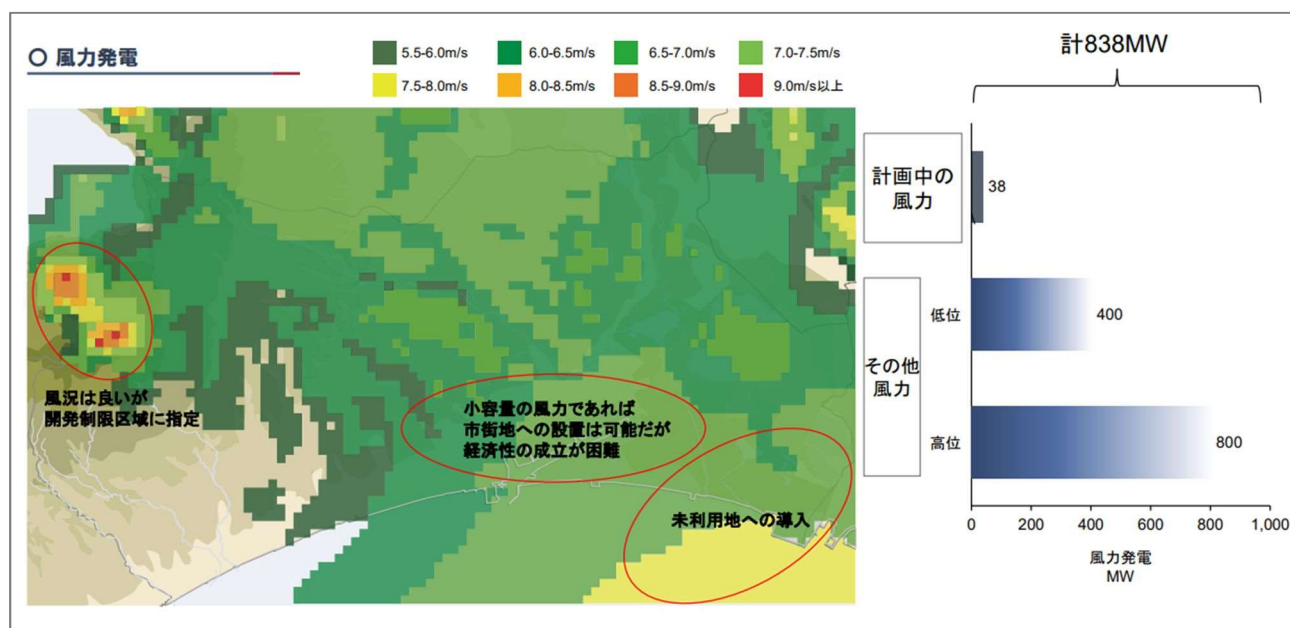 ○ 風力発電
5.5-6.0m/s
6.0-6.5m/s
6.5-7.0m/s
7.0-7.5m/s
7.5-8.0m/s
8.0-8.5m/s
8.5-9.0m/s
9.0m/s以上
風況は良いが
開発制限区域に指定
小容量の風力であれば
市街地への設置は可能だが
経済性の成立が困難
未利用地への導入
計838MW
計画中の
風力
38
その他
風力
低位
400
高位
800
0 200 400 600 800 1,000
風力発電
MW